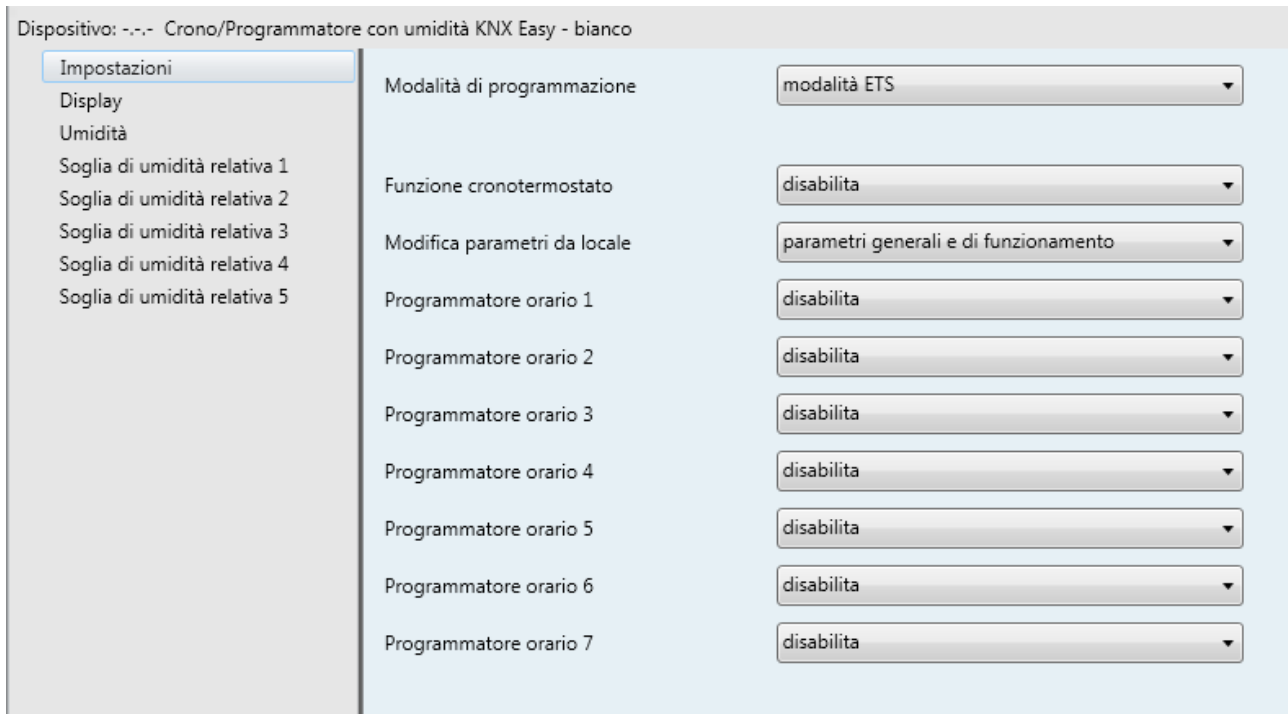 Dispositivo: -.-.- Crono/Programmatore con umidità KNX Easy - bianco
Impostazioni
Display
Umidità
Soglia di umidità relativa 1
Soglia di umidità relativa 2
Soglia di umidità relativa 3
Soglia di umidità relativa 4
Soglia di umidità relativa 5
Modalità di programmazione modalità ETS
Funzione cronotermostato disabilita
Modifica parametri da locale parametri generali e di funzionamento
Programmatore orario 1 disabilita
Programmatore orario 2 disabilita
Programmatore orario 3 disabilita
Programmatore orario 4 disabilita
Programmatore orario 5 disabilita
Programmatore orario 6 disabilita
Programmatore orario 7 disabilita